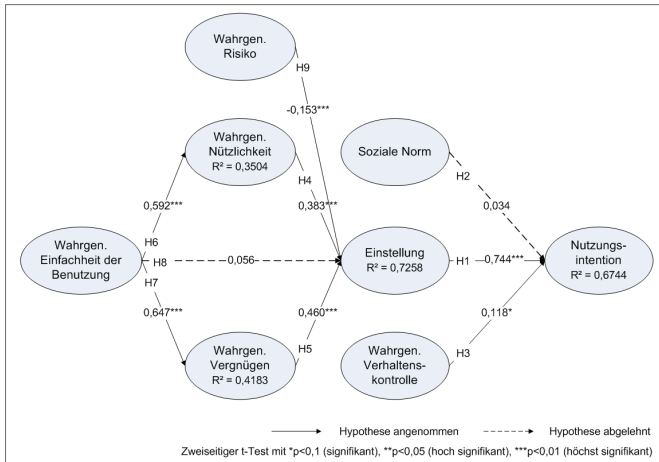 Wahrgen.
Risiko
H9
-0,153***
Wahrgen.
Nützlichkeit
R² = 0,3504
Soziale Norm
H4
H2
0,592***
0,383***
0,034
Wahrgen.
Einfachheit der
Benutzung
H6
H8
H7
0,056
Einstellung
R² = 0,7258
H1
0,744***
Nutzungs-
intention
R² = 0,6744
0,647***
0,460***
0,118*
Wahrgen.
Vergnügen
R² = 0,4183
H5
Wahrgen.
Verhaltens-
kontrolle
H3
Hypothese angenommen
Hypothese abgelehnt
Zweiseitiger t-Test mit *p<0,1 (signifikant), **p<0,05 (hoch signifikant), ***p<0,01 (höchst signifikant)